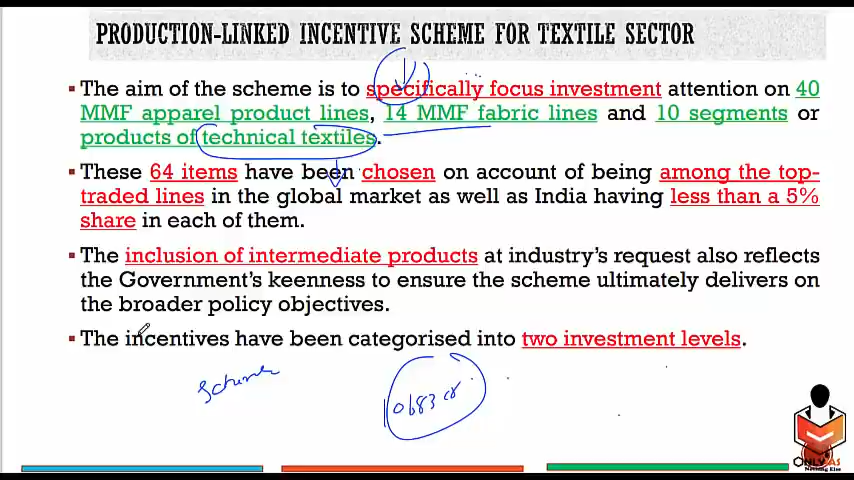 PRODUCTION-LINKED INCENTIVE SCHEME FOR TEXTILE SECTOR
▪ The aim of the scheme is to specifically focus investment attention on 40
MMF apparel product lines, 14 MMF fabric lines and 10 segments or
products of technical textiles.
▪ These 64 items have been chosen on account of being among the top-
traded lines in the global market as well as India having less than a 5%
share in each of them.
▪ The inclusion of intermediate products at industry's request also reflects
the Government's keenness to ensure the scheme ultimately delivers on
the broader policy objectives.
▪ The incentives have been categorised into two investment levels.
Scheme
10683 cr
ONLYIAS
Nothing Else